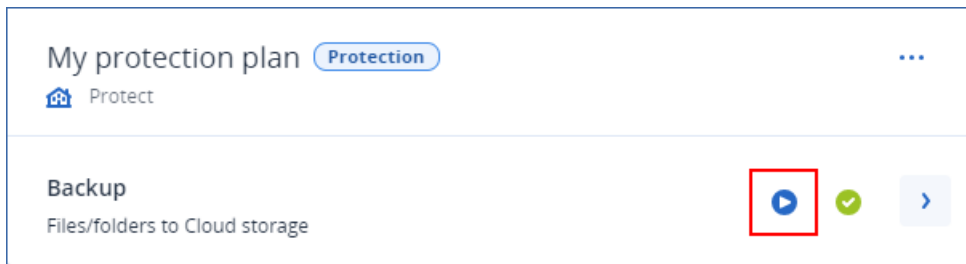 My protection plan Protection
Protect
Backup
Files/folders to Cloud storage